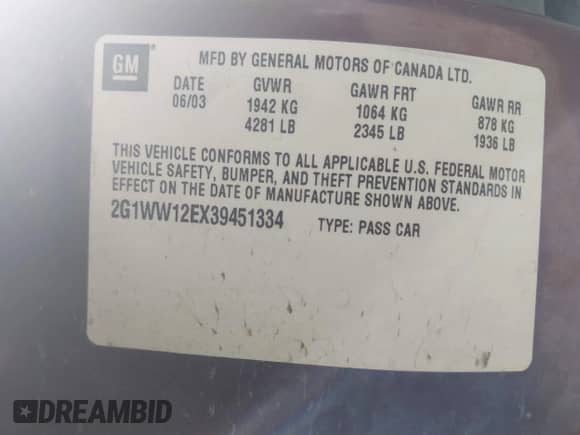 GM
MFD BY GENERAL MOTORS OF CANADA LTD.
DATE GVWR GAWR FRT GAWR RR
06/03 1942 KG 1064 KG 878 KG
4281 LB 2345 LB 1936 LB
THIS VEHICLE CONFORMS TO ALL APPLICABLE U.S. FEDERAL MOTOR
VEHICLE SAFETY, BUMPER, AND THEFT PREVENTION STANDARDS IN
EFFECT ON THE DATE OF MANUFACTURE SHOWN ABOVE.
2G1WW12EX39451334 TYPE: PASS CAR
DREAMBID